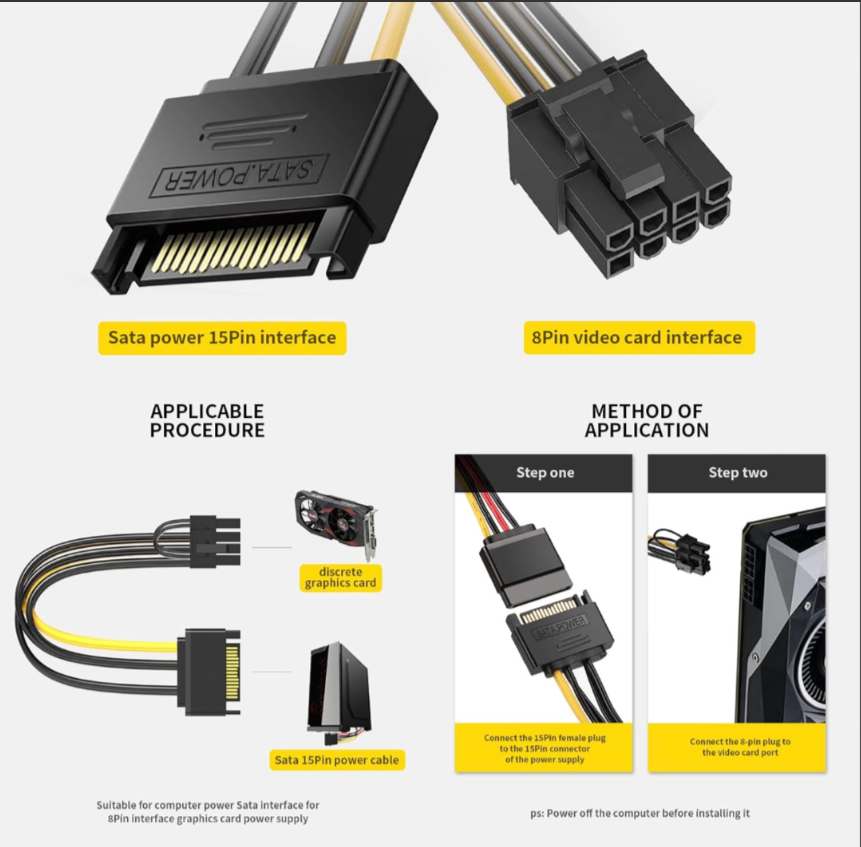 SATA.POWER
Sata power 15Pin interface
8Pin video card interface
APPLICABLE
PROCEDURE
discrete
graphics card
Sata 15Pin power cable
Suitable for computer power Sata interface for
8Pin interface graphics card power supply
METHOD OF
APPLICATION
Step one
SATA.POWER
Connect the 15Pin female plug
to the 15Pin connector
of the power supply
Step two
Connect the 8-pin plug to
the video card port
ps: Power off the computer before installing it